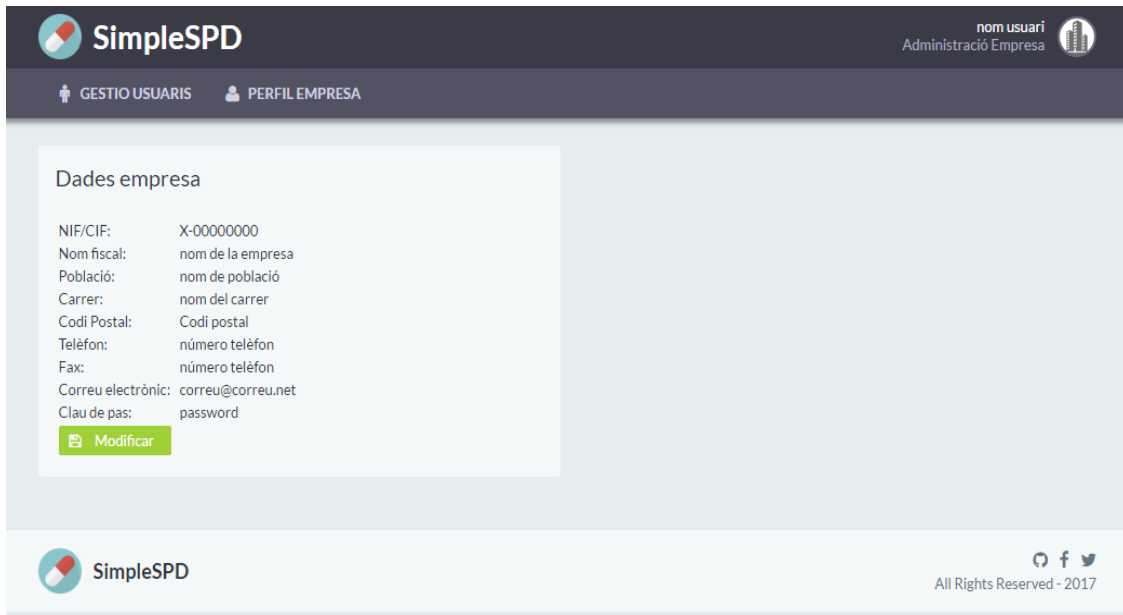 SimpleSPD
nom usuari
Administració Empresa
GESTIO USUARIS
PERFIL EMPRESA
Dades empresa
NIF/CIF: X-00000000
Nom fiscal: nom de la empresa
Població: nom de població
Carrer: nom del carrer
Codi Postal: Codi postal
Telèfon: número telèfon
Fax: número telèfon
Correu electrònic: correu@correu.net
Clau de pas: password
Modificar
SimpleSPD
All Rights Reserved - 2017